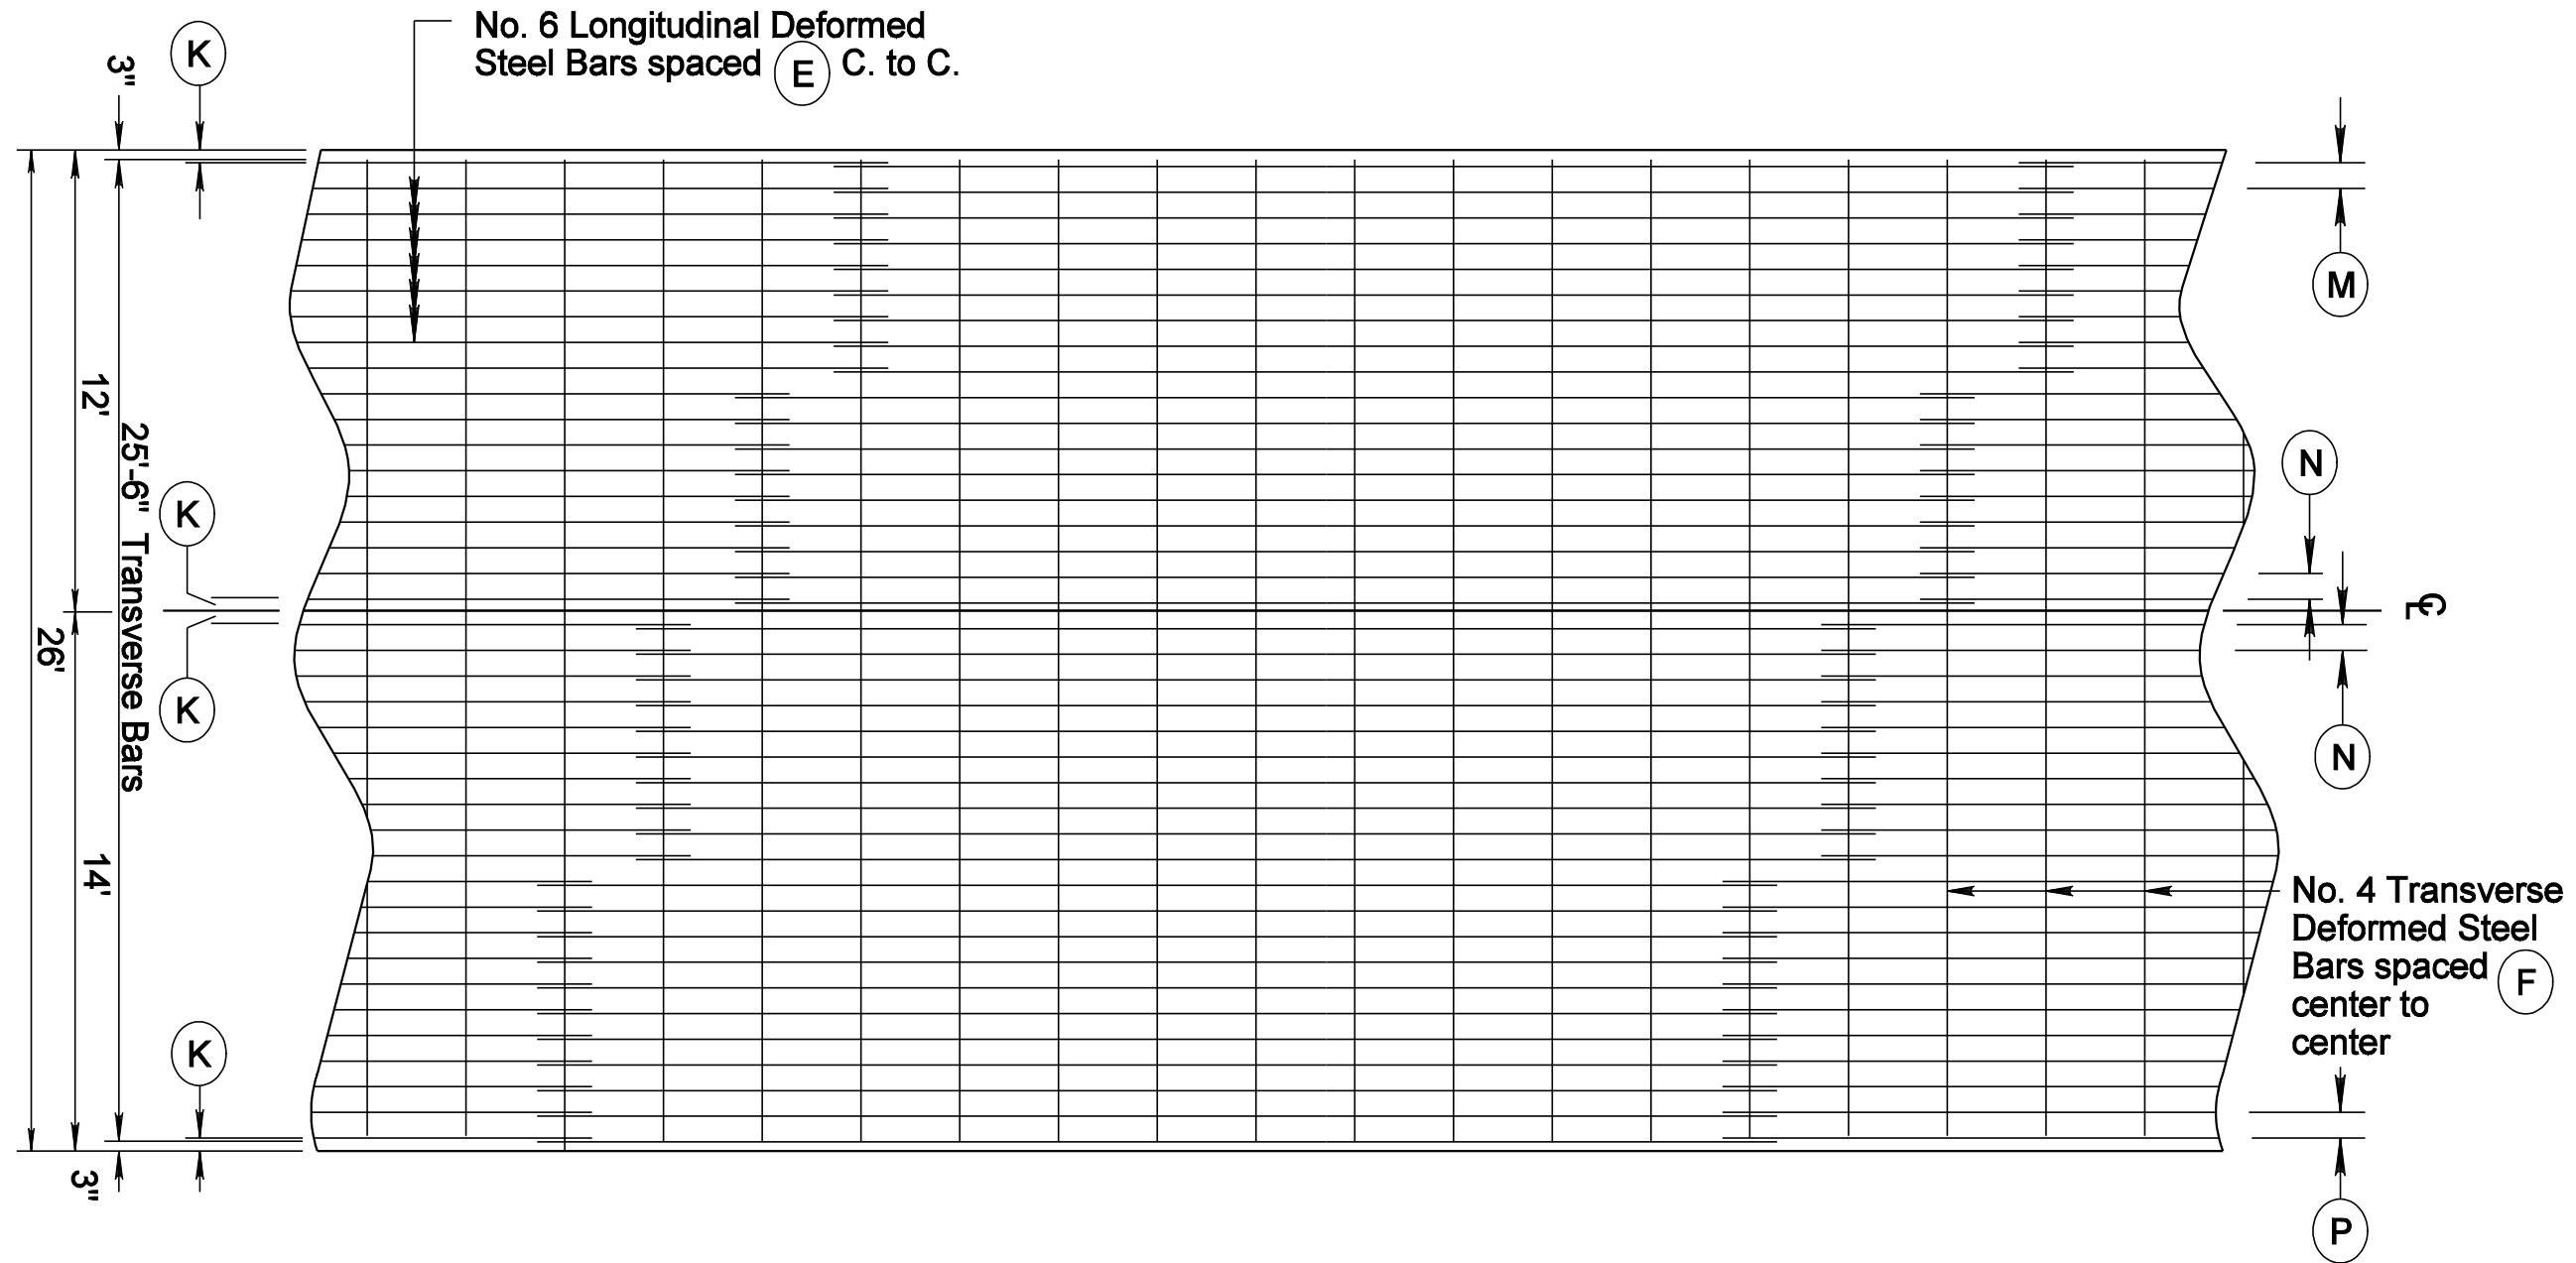 No. 6 Longitudinal Deformed
Steel Bars spaced E C. to C.
K
3"
M
12'
25'-6" Transverse Bars
N
K
℄
26'
K
N
14'
No. 4 Transverse
Deformed Steel
Bars spaced F
center to
center
K
3"
P